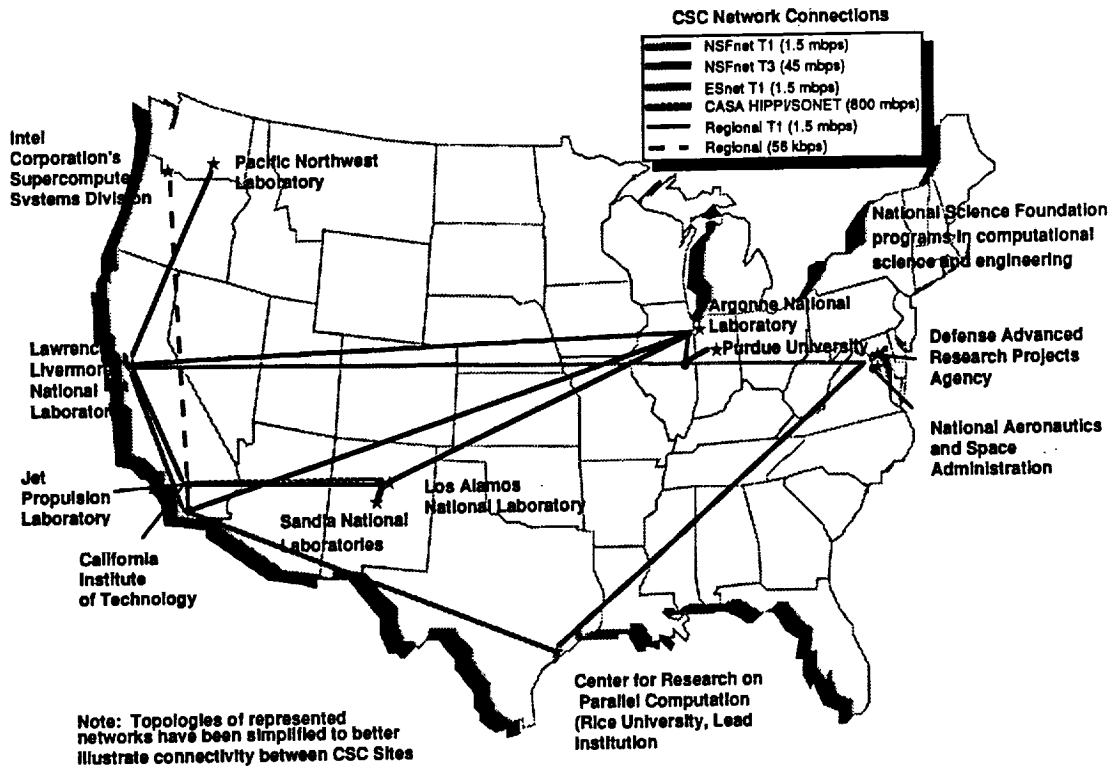 CSC Network Connections
NSFnet T1 (1.5 mbps)
NSFnet T3 (45 mbps)
ESnet T1 (1.5 mbps)
CASA HIPPI/SONET (800 mbps)
Regional T1 (1.5 mbps)
Regional (56 kbps)
Intel
Corporation's
Supercompute
Systems Division
Pacific Northwest
Laboratory
National Science Foundation
programs in computational
science and engineering
Argonne National
Laboratory
Purdue University
Defense Advanced
Research Projects
Agency
National Aeronautics
and Space
Administration
Lawrenc
Livermor
National
Laborator
Jet
Propulsion
Laboratory
Los Alamos
National Laboratory
Sandia National
Laboratories
California
Institute
of Technology
Center for Research on
Parallel Computation
(Rice University, Lead
Institution
Note: Topologies of represented
networks have been simplified to better
illustrate connectivity between CSC Sites